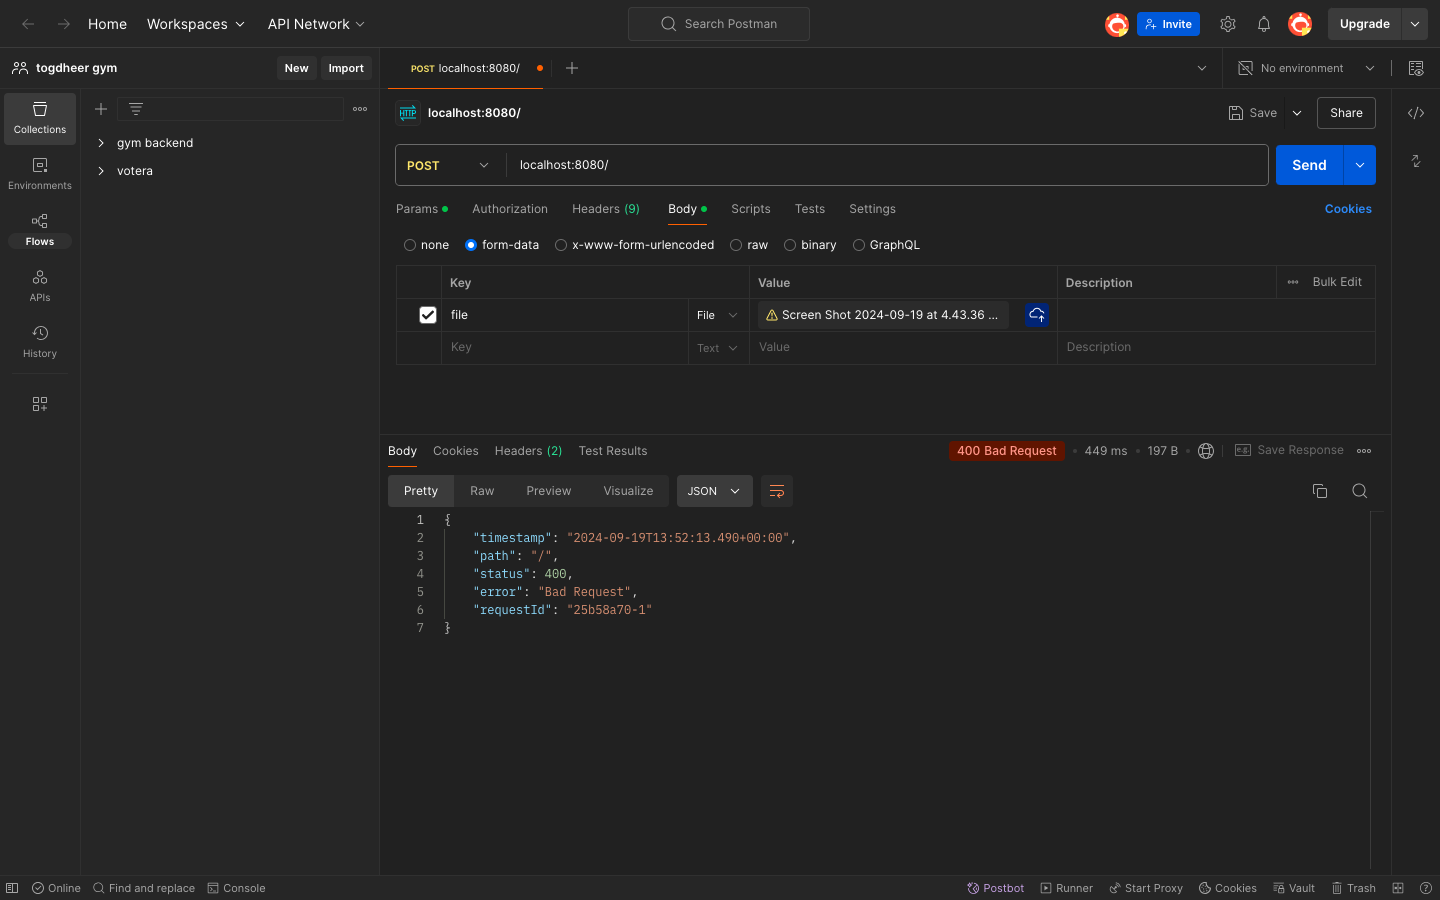 Home Workspaces API Network Search Postman Invite Upgrade
togdheer gym New Import POST localhost:8080/ No environment
Collections
Environments
Flows
APIs
History
gym backend
votera
HTTP localhost:8080/ Save Share
POST localhost:8080/ Send
Params Authorization Headers (9) Body Scripts Tests Settings Cookies
none form-data x-www-form-urlencoded raw binary GraphQL
Key Value Description Bulk Edit
file File Screen Shot 2024-09-19 at 4.43.36 ...
Key Text Value Description
Body Cookies Headers (2) Test Results 400 Bad Request 449 ms 197 B Save Response
Pretty Raw Preview Visualize JSON
1 {
2 "timestamp": "2024-09-19T13:52:13.490+00:00",
3 "path": "/",
4 "status": 400,
5 "error": "Bad Request",
6 "requestId": "25b58a70-1"
7 }
Online Find and replace Console Postbot Runner Start Proxy Cookies Vault Trash